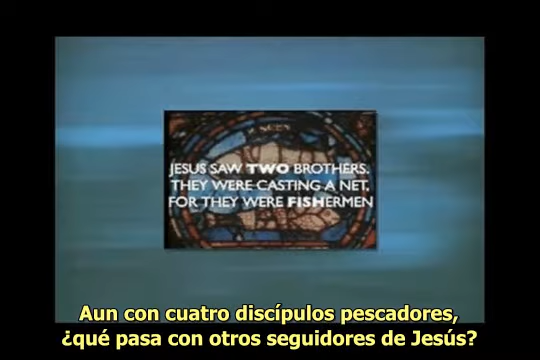 JESUS SAW TWO BROTHERS.
THEY WERE CASTING A NET,
FOR THEY WERE FISHERMEN
Aun con cuatro discípulos pescadores,
¿qué pasa con otros seguidores de Jesús?